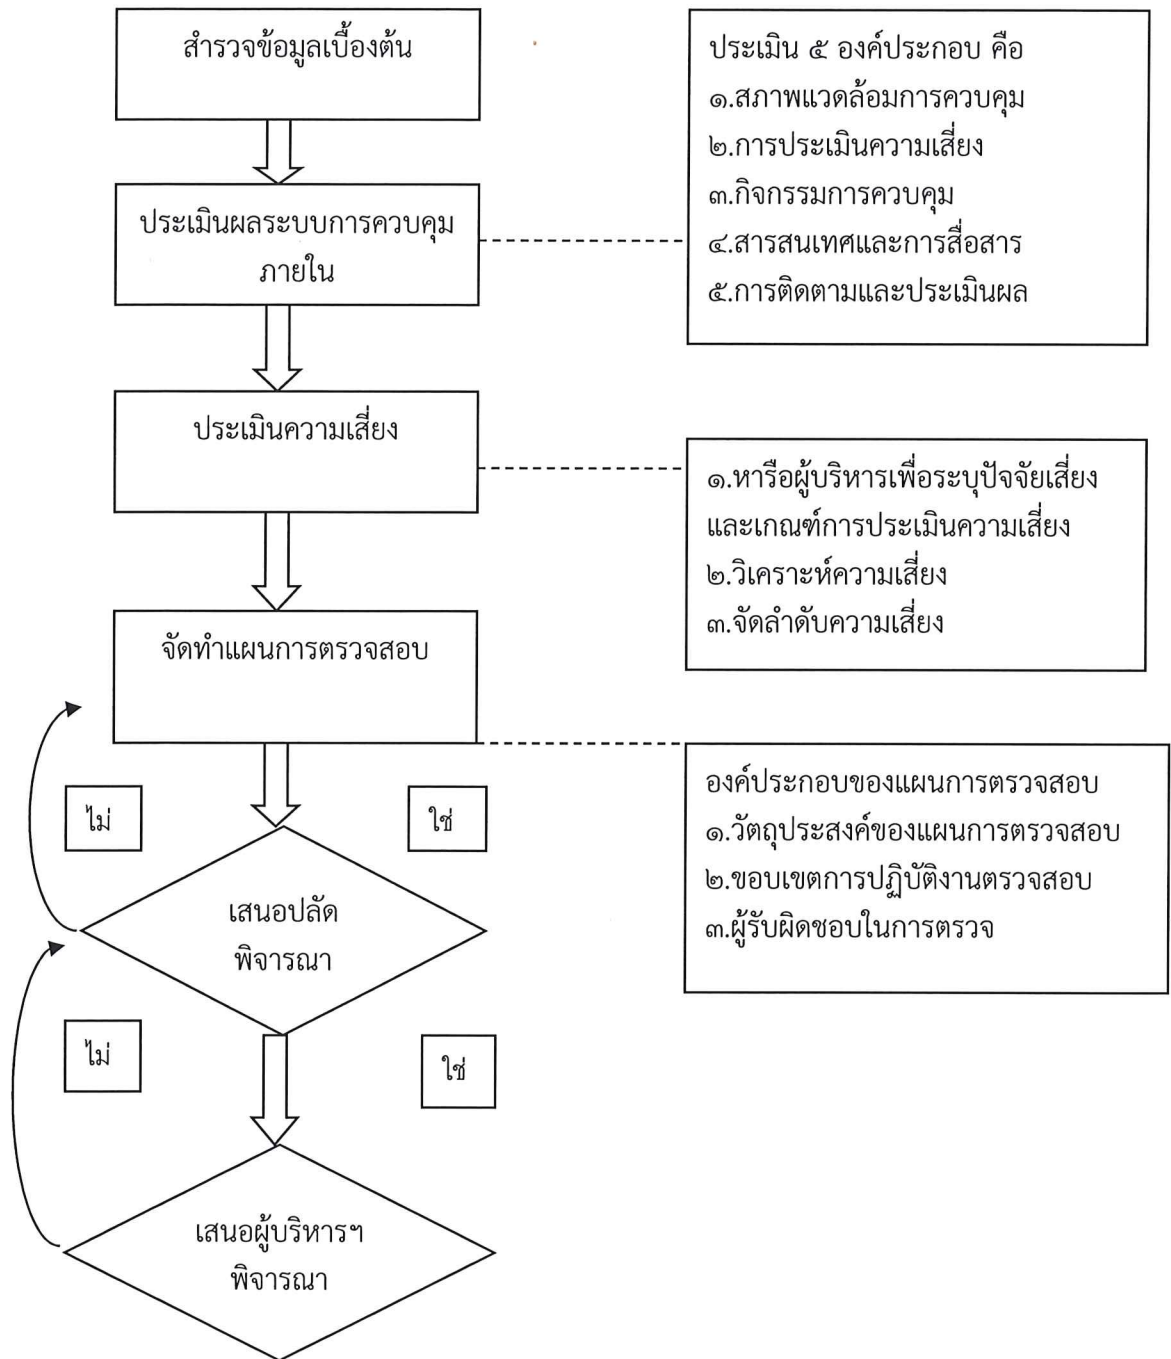 สำรวจข้อมูลเบื้องต้น
ประเมินผลระบบการควบคุม
ภายใน
ประเมิน ๕ องค์ประกอบ คือ
๑.สภาพแวดล้อมการควบคุม
๒.การประเมินความเสี่ยง
๓.กิจกรรมการควบคุม
๔.สารสนเทศและการสื่อสาร
๕.การติดตามและประเมินผล
ประเมินความเสี่ยง
๑.หารือผู้บริหารเพื่อระบุปัจจัยเสี่ยง
และเกณฑ์การประเมินความเสี่ยง
๒.วิเคราะห์ความเสี่ยง
๓.จัดลำดับความเสี่ยง
จัดทำแผนการตรวจสอบ
องค์ประกอบของแผนการตรวจสอบ
๑.วัตถุประสงค์ของแผนการตรวจสอบ
๒.ขอบเขตการปฏิบัติงานตรวจสอบ
๓.ผู้รับผิดชอบในการตรวจ
ไม่
ใช่
เสนอปลัด
พิจารณา
ไม่
ใช่
เสนอผู้บริหารฯ
พิจารณา